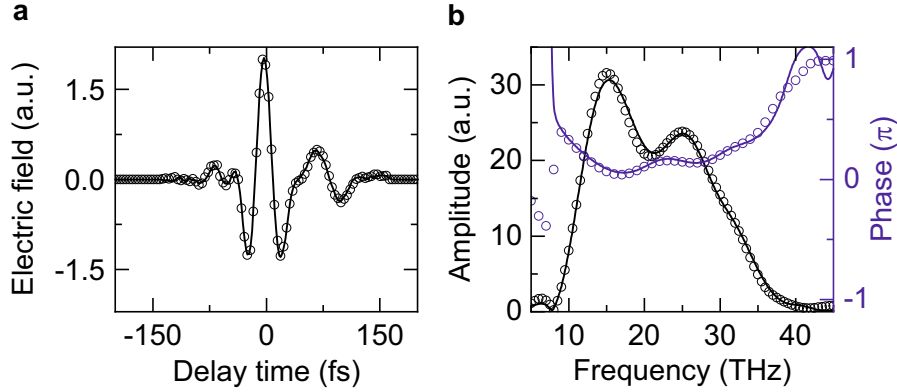 a
Electric field (a.u.)
1.5
0.0
-1.5
-150
0
150
Delay time (fs)
b
Amplitude (a.u.)
30
20
10
0
10
20
30
40
Frequency (THz)
1
0
-1
Phase (π)